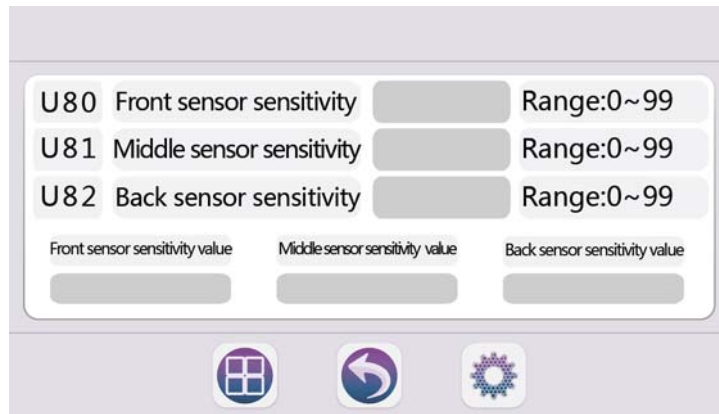 U80 Front sensor sensitivity Range:0~99
U81 Middle sensor sensitivity Range:0~99
U82 Back sensor sensitivity Range:0~99
Front sensor sensitivity value Middle sensor sensitivity value Back sensor sensitivity value